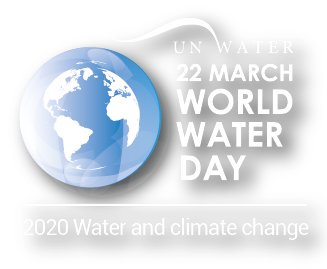 UN WATER
22 MARCH
WORLD
WATER
DAY
2020 Water and climate change